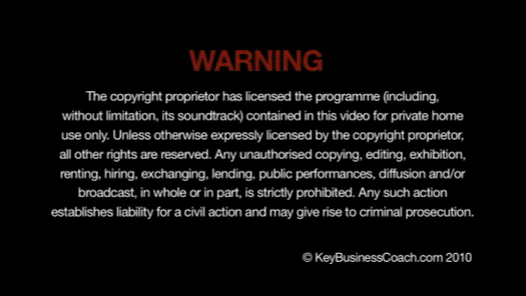 WARNING
The copyright proprietor has licensed the programme (including,
without limitation, its soundtrack) contained in this video for private home
use only. Unless otherwise expressly licensed by the copyright proprietor,
all other rights are reserved. Any unauthorised copying, editing, exhibition,
renting, hiring, exchanging, lending, public performances, diffusion and/or
broadcast, in whole or in part, is strictly prohibited. Any such action
establishes liability for a civil action and may give rise to criminal prosecution.
© KeyBusinessCoach.com 2010